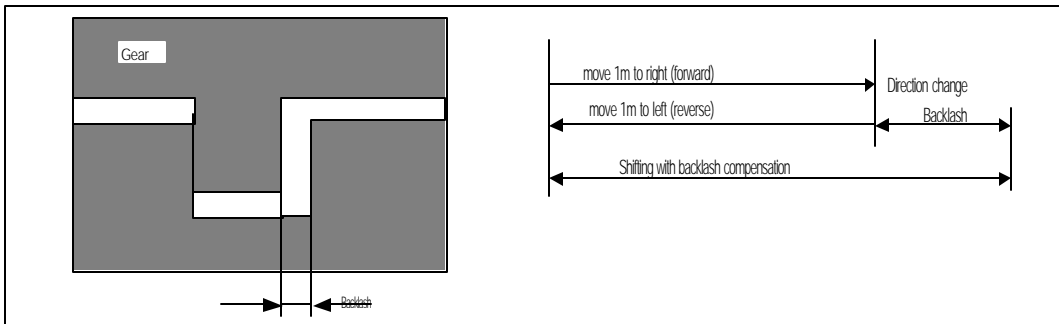 Gear
Backlash
move 1m to right (forward)
Direction change
move 1m to left (reverse)
Backlash
Shifting with backlash compensation